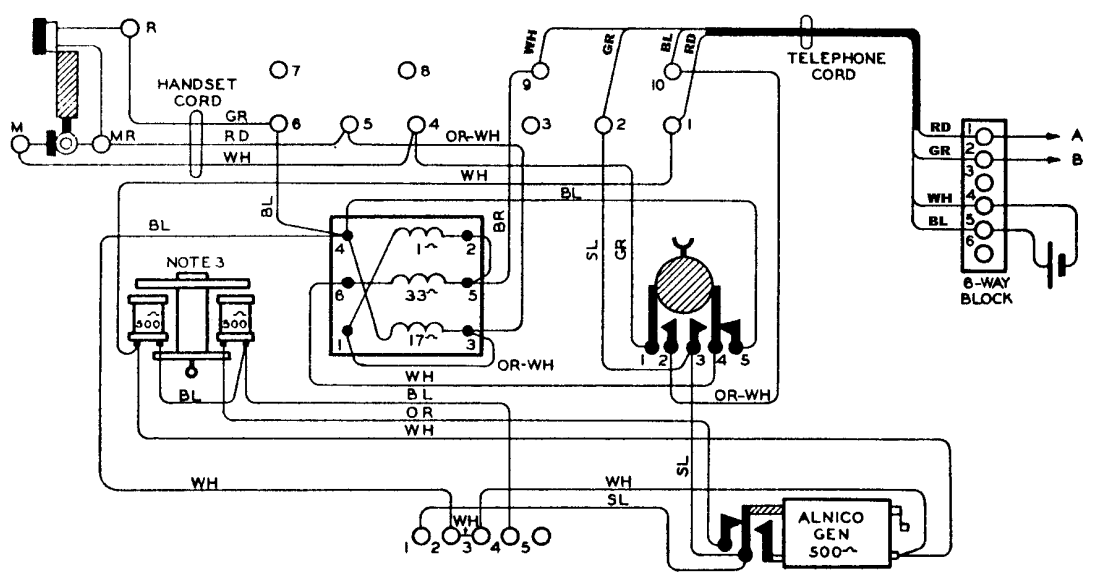 R
7
8
WH
GR
BL
RD
9
10
TELEPHONE
CORD
HANDSET
CORD
GR
6
5
4
OR-WH
3
2
1
M
MR
RD
WH
WH
BL
BL
BR
SL
GR
RD
1
A
GR
2
B
3
WH
4
BL
5
6
6-WAY
BLOCK
BL
4
1~
2
6
33~
5
1
17~
3
NOTE 3
500
500
1
2
3
4
5
OR-WH
OR-WH
WH
BL
BL
OR
WH
SL
WH
WH
SL
WH
1
2
3
4
5
ALNICO
GEN
500~